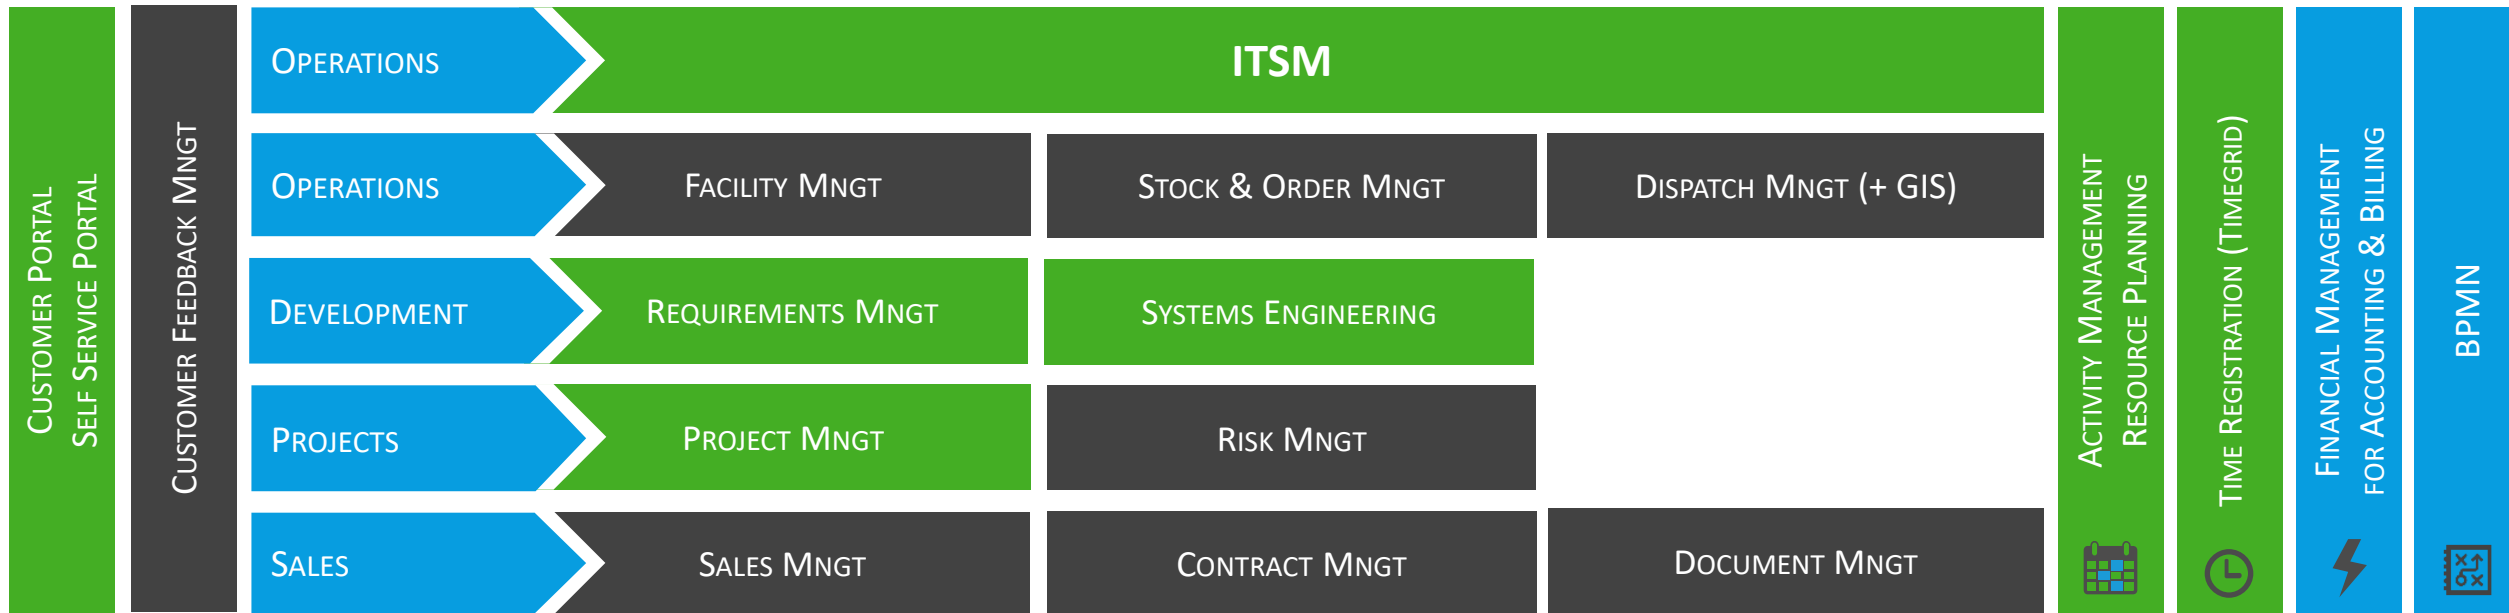 Customer Portal
Self Service Portal
Customer Feedback Mngt
Operations
ITSM
Operations
Facility Mngt
Stock & Order Mngt
Dispatch Mngt (+ GIS)
Development
Requirements Mngt
Systems Engineering
Projects
Project Mngt
Risk Mngt
Sales
Sales Mngt
Contract Mngt
Document Mngt
Activity Management
Resource Planning
Time Registration (Timegrid)
Financial Management
for Accounting & Billing
BPMN